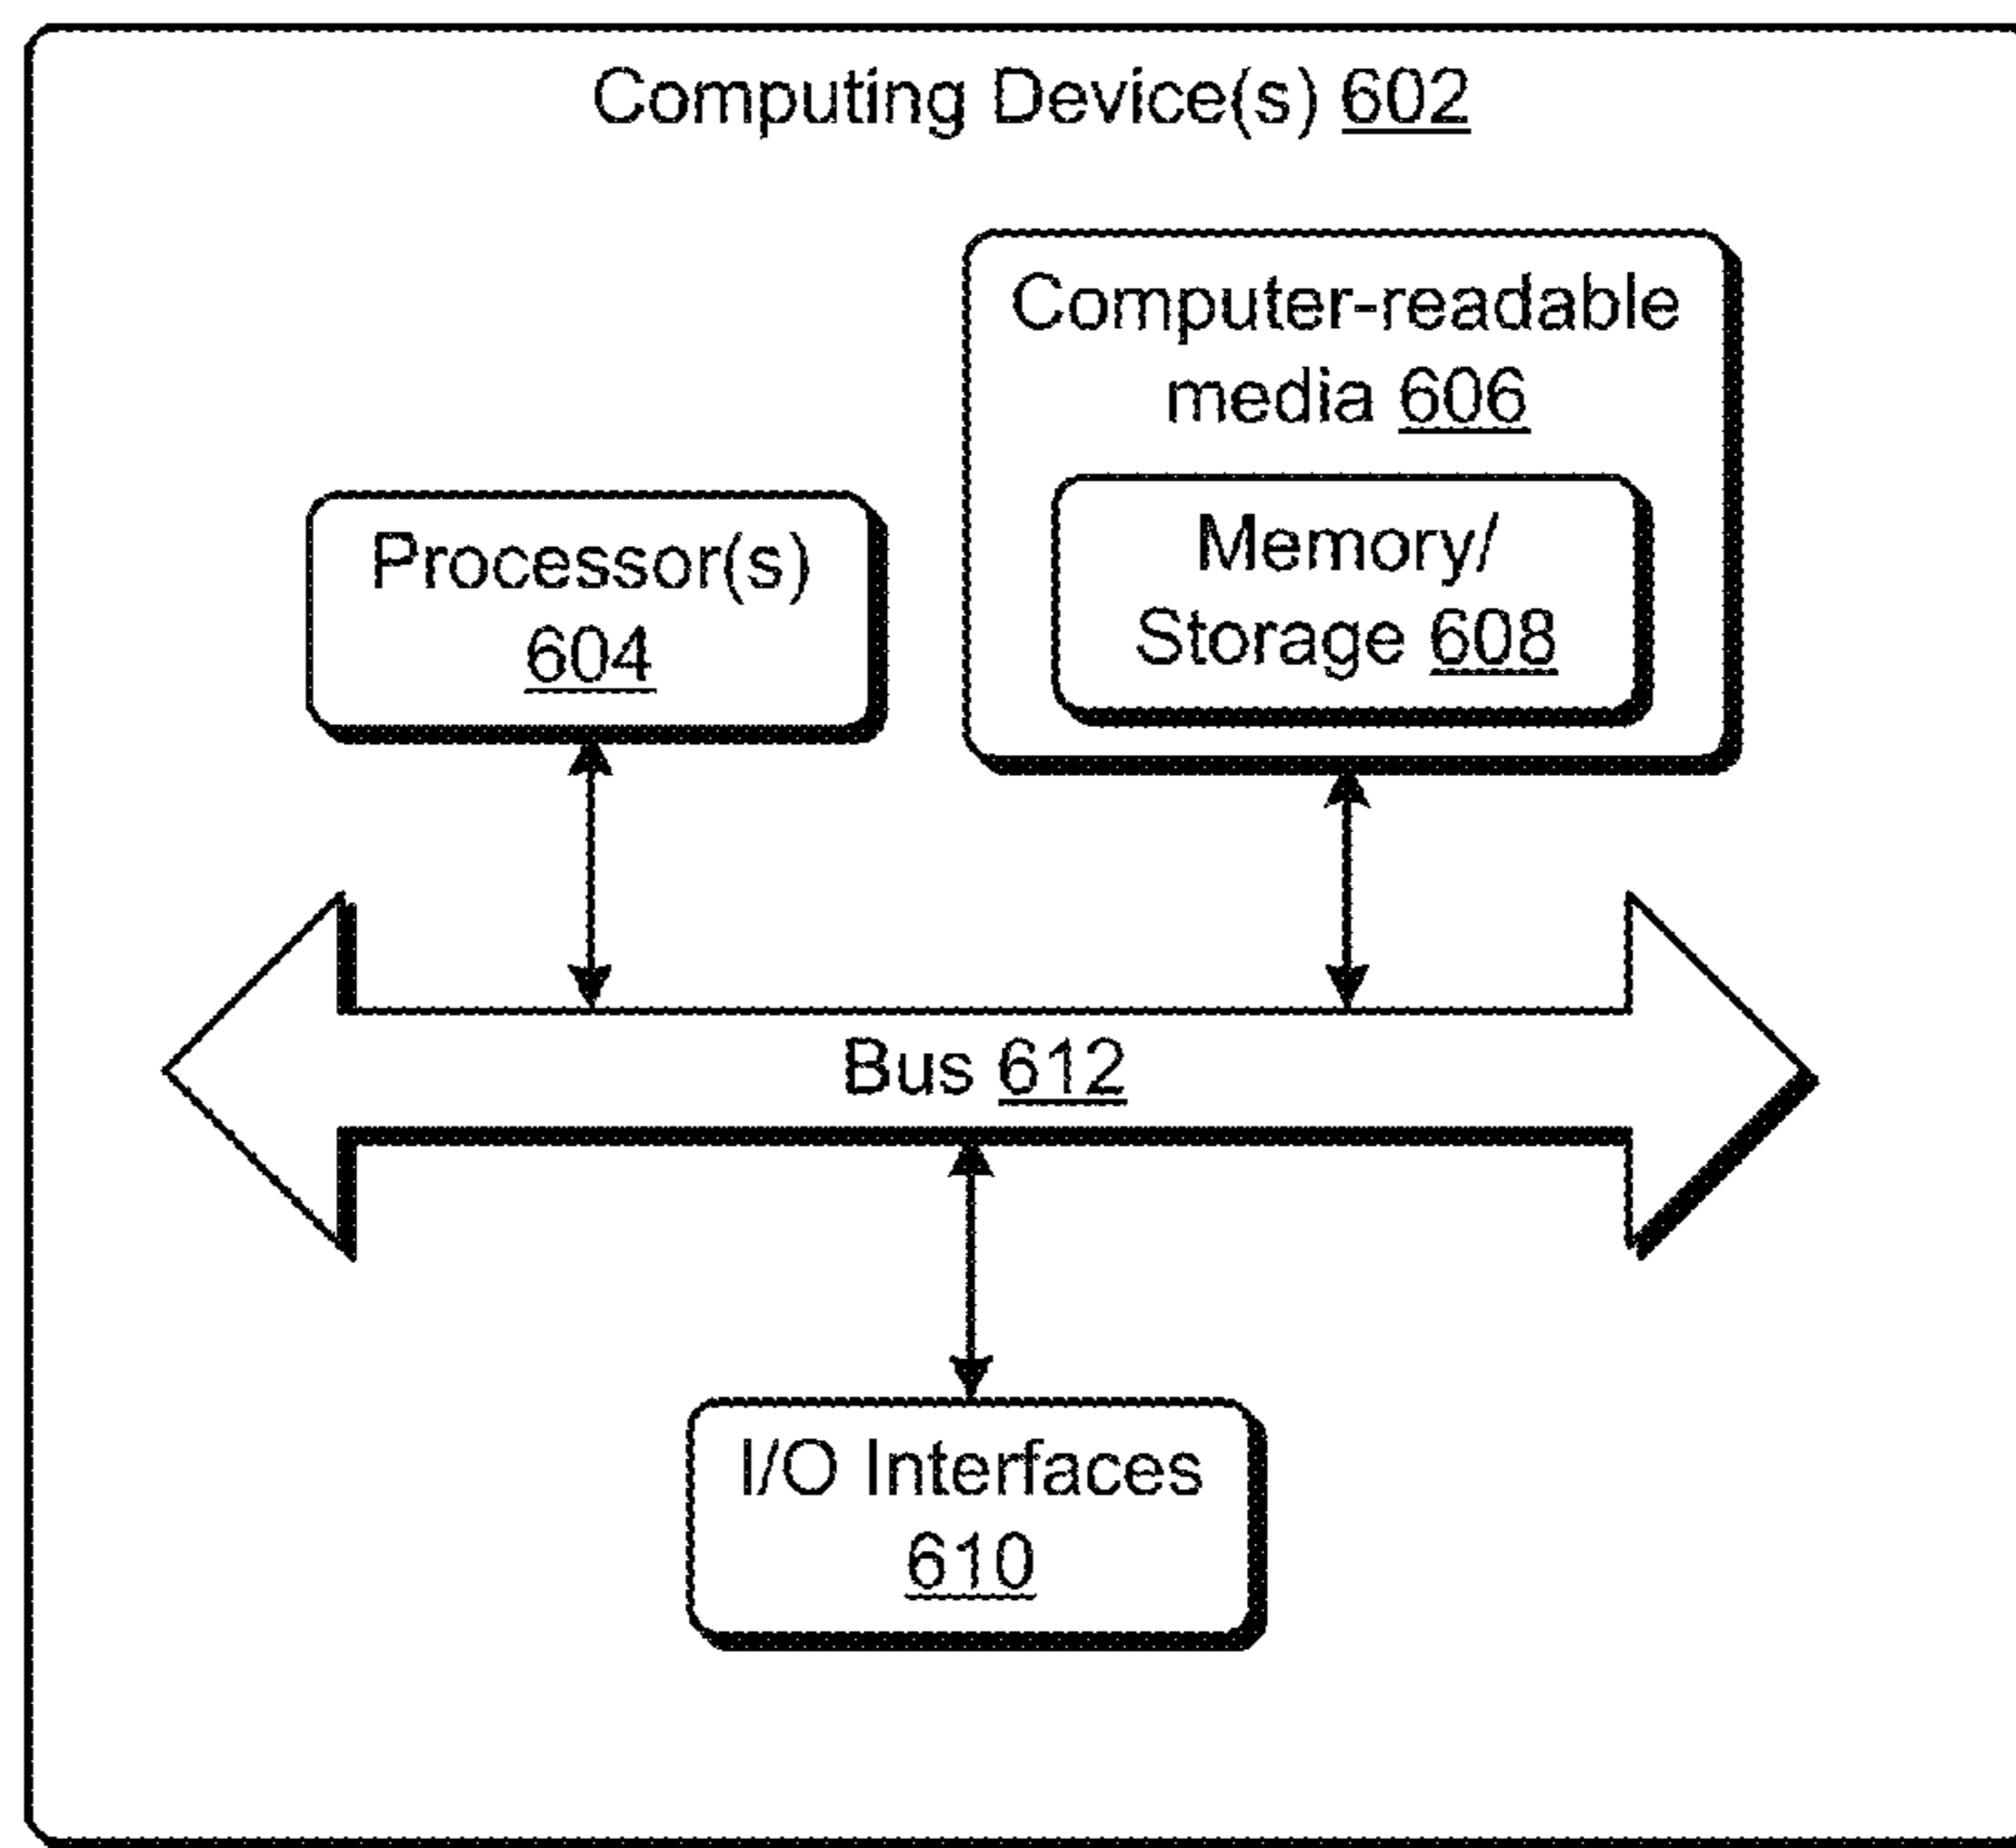 Computing Device(s) 602
Computer-readable
media 606
Processor(s)
604
Memory/
Storage 608
Bus 612
I/O Interfaces
610